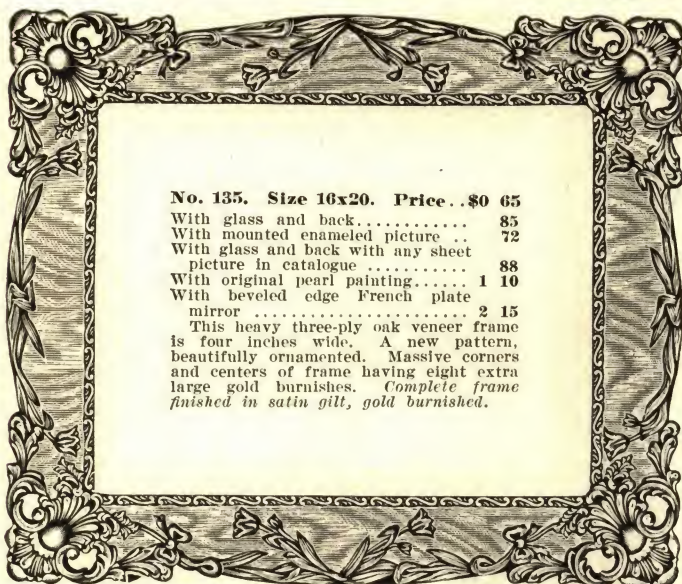 No. 135. Size 16x20. Price..$0 65
With glass and back............ 85
With mounted enameled picture .. 72
With glass and back with any sheet
picture in catalogue ........... 88
With original pearl painting...... 1 10
With beveled edge French plate
mirror ...................... 2 15
This heavy three-ply oak veneer frame
is four inches wide. A new pattern,
beautifully ornamented. Massive corners
and centers of frame having eight extra
large gold burnishes. Complete frame
finished in satin gilt, gold burnished.